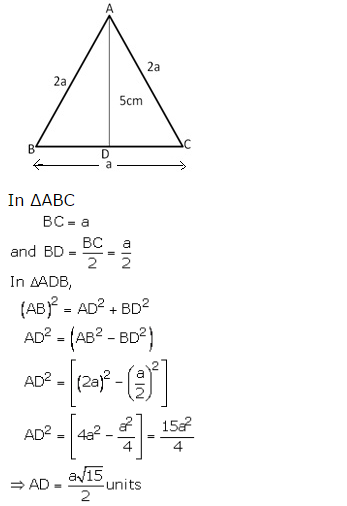 A
2a
2a
5cm
B
D
C
a
In ΔABC
BC = a
and BD = BC/2 = a/2
In ΔADB,
(AB)² = AD² + BD²
AD² = (AB² − BD²)
AD² = [(2a)² − (a/2)²]
AD² = [4a² − a²/4] = 15a²/4
⇒ AD = a√15/2 units